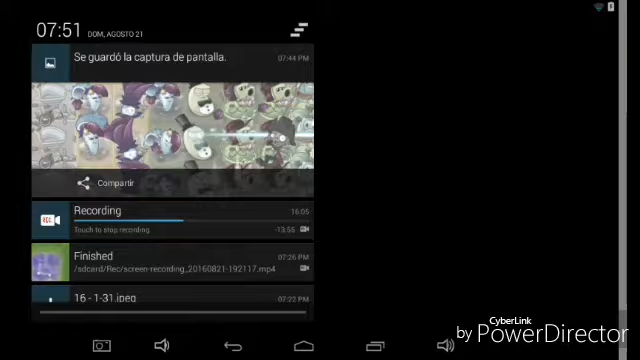 07:51 DOM, AGOSTO 21
Se guardó la captura de pantalla. 07:44 PM
Compartir
Recording 16:05
Touch to stop recording -13:55
Finished 07:26 PM
/sdcard/Rec/screen-recording_20160821-192117.mp4
16 - 1-31.jpeg 07:22 PM
CyberLink
by PowerDirector